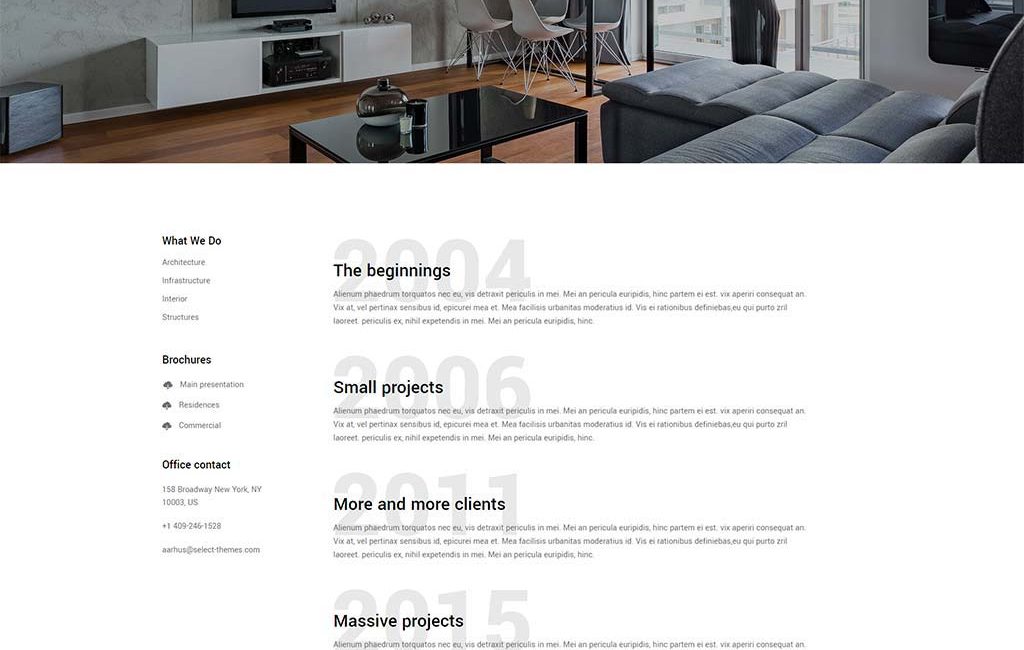 What We Do
Architecture
Infrastructure
Interior
Structures
Brochures
Main presentation
Residences
Commercial
Office contact
158 Broadway New York, NY
10003, US
+1 409-246-1528
aarhus@select-themes.com
2004
The beginnings
Alienum phaedrum torquatos nec eu, vis detraxit periculis in mei. Mei an pericula euripidis, hinc partem ei est. vix aperiri consequat an.
Vix at, vel pertinax sensibus id, epicurei mea et. Mea facilisis urbanitas moderatius id. Vis ei rationibus definiebas,eu qui purto zril
laoreet. periculis ex, nihil expetendis in mei. Mei an pericula euripidis, hinc.
2006
Small projects
Alienum phaedrum torquatos nec eu, vis detraxit periculis in mei. Mei an pericula euripidis, hinc partem ei est. vix aperiri consequat an.
Vix at, vel pertinax sensibus id, epicurei mea et. Mea facilisis urbanitas moderatius id. Vis ei rationibus definiebas,eu qui purto zril
laoreet. periculis ex, nihil expetendis in mei. Mei an pericula euripidis, hinc.
2011
More and more clients
Alienum phaedrum torquatos nec eu, vis detraxit periculis in mei. Mei an pericula euripidis, hinc partem ei est. vix aperiri consequat an.
Vix at, vel pertinax sensibus id, epicurei mea et. Mea facilisis urbanitas moderatius id. Vis ei rationibus definiebas,eu qui purto zril
laoreet. periculis ex, nihil expetendis in mei. Mei an pericula euripidis, hinc.
2015
Massive projects
Alienum phaedrum torquatos nec eu, vis detraxit periculis in mei. Mei an pericula euripidis, hinc partem ei est. vix aperiri consequat an.